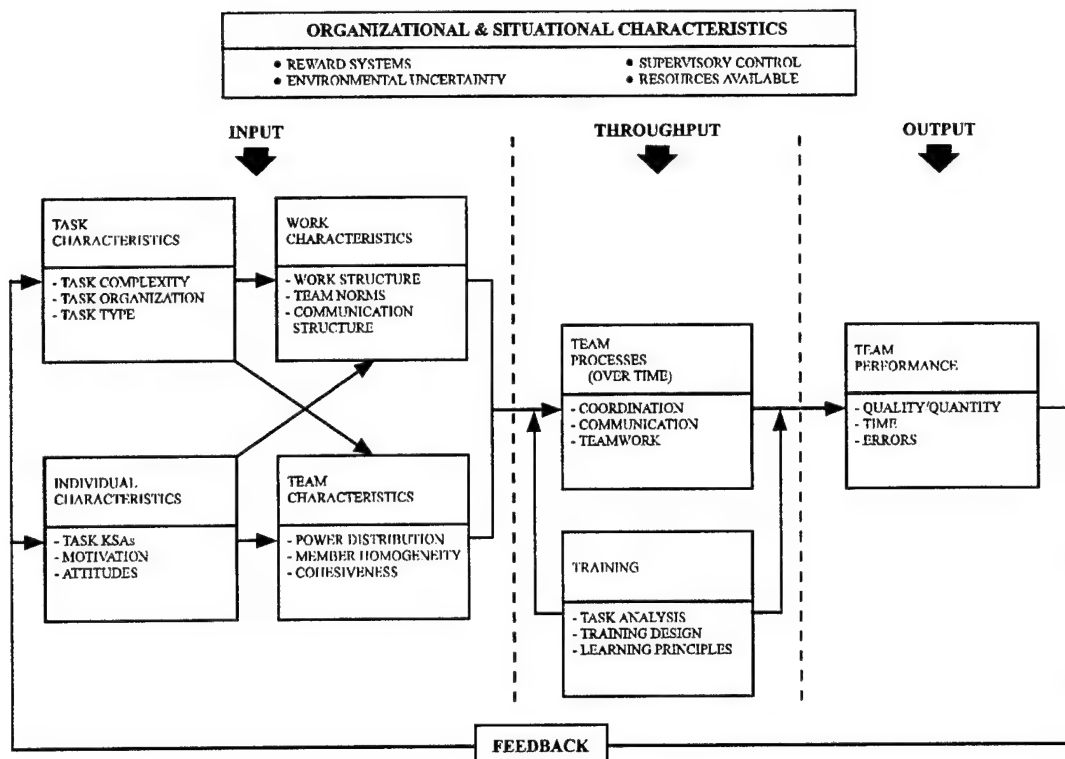 ORGANIZATIONAL & SITUATIONAL CHARACTERISTICS
● REWARD SYSTEMS
● ENVIRONMENTAL UNCERTAINTY
● SUPERVISORY CONTROL
● RESOURCES AVAILABLE
INPUT
THROUGHPUT
OUTPUT
TASK
CHARACTERISTICS
- TASK COMPLEXITY
- TASK ORGANIZATION
- TASK TYPE
WORK
CHARACTERISTICS
- WORK STRUCTURE
- TEAM NORMS
- COMMUNICATION
STRUCTURE
INDIVIDUAL
CHARACTERISTICS
- TASK KSAs
- MOTIVATION
- ATTITUDES
TEAM
CHARACTERISTICS
- POWER DISTRIBUTION
- MEMBER HOMOGENEITY
- COHESIVENESS
TEAM
PROCESSES
(OVER TIME)
- COORDINATION
- COMMUNICATION
- TEAMWORK
TRAINING
- TASK ANALYSIS
- TRAINING DESIGN
- LEARNING PRINCIPLES
TEAM
PERFORMANCE
- QUALITY/QUANTITY
- TIME
- ERRORS
FEEDBACK